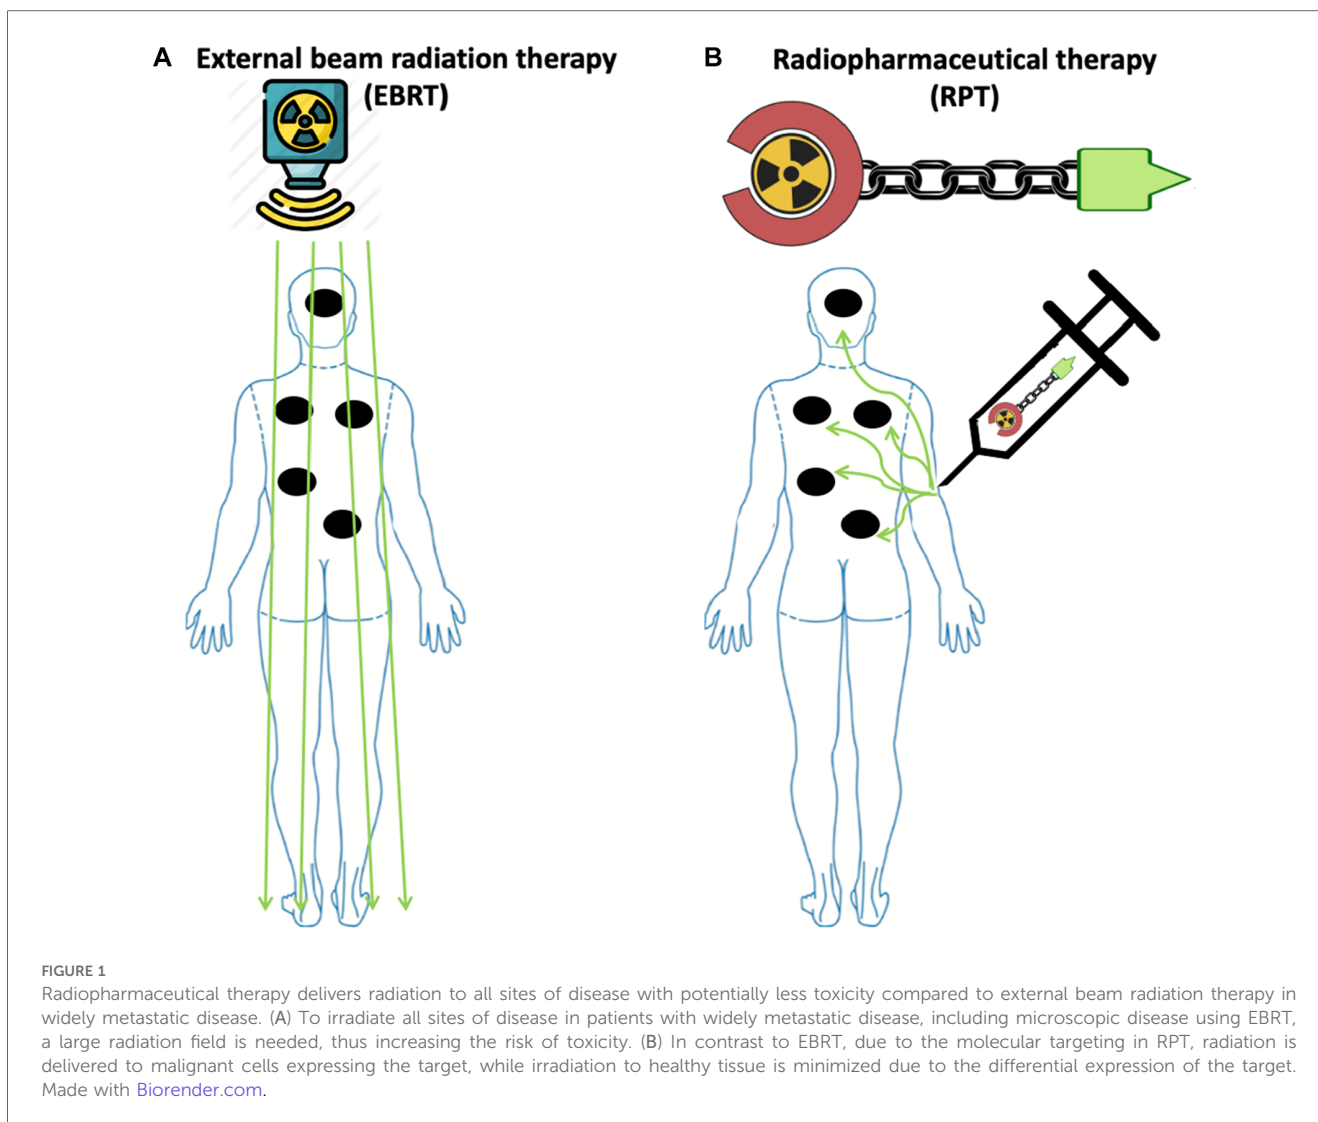 A External beam radiation therapy
(EBRT)
B Radiopharmaceutical therapy
(RPT)
FIGURE 1
Radiopharmaceutical therapy delivers radiation to all sites of disease with potentially less toxicity compared to external beam radiation therapy in
widely metastatic disease. (A) To irradiate all sites of disease in patients with widely metastatic disease, including microscopic disease using EBRT,
a large radiation field is needed, thus increasing the risk of toxicity. (B) In contrast to EBRT, due to the molecular targeting in RPT, radiation is
delivered to malignant cells expressing the target, while irradiation to healthy tissue is minimized due to the differential expression of the target.
Made with Biorender.com.